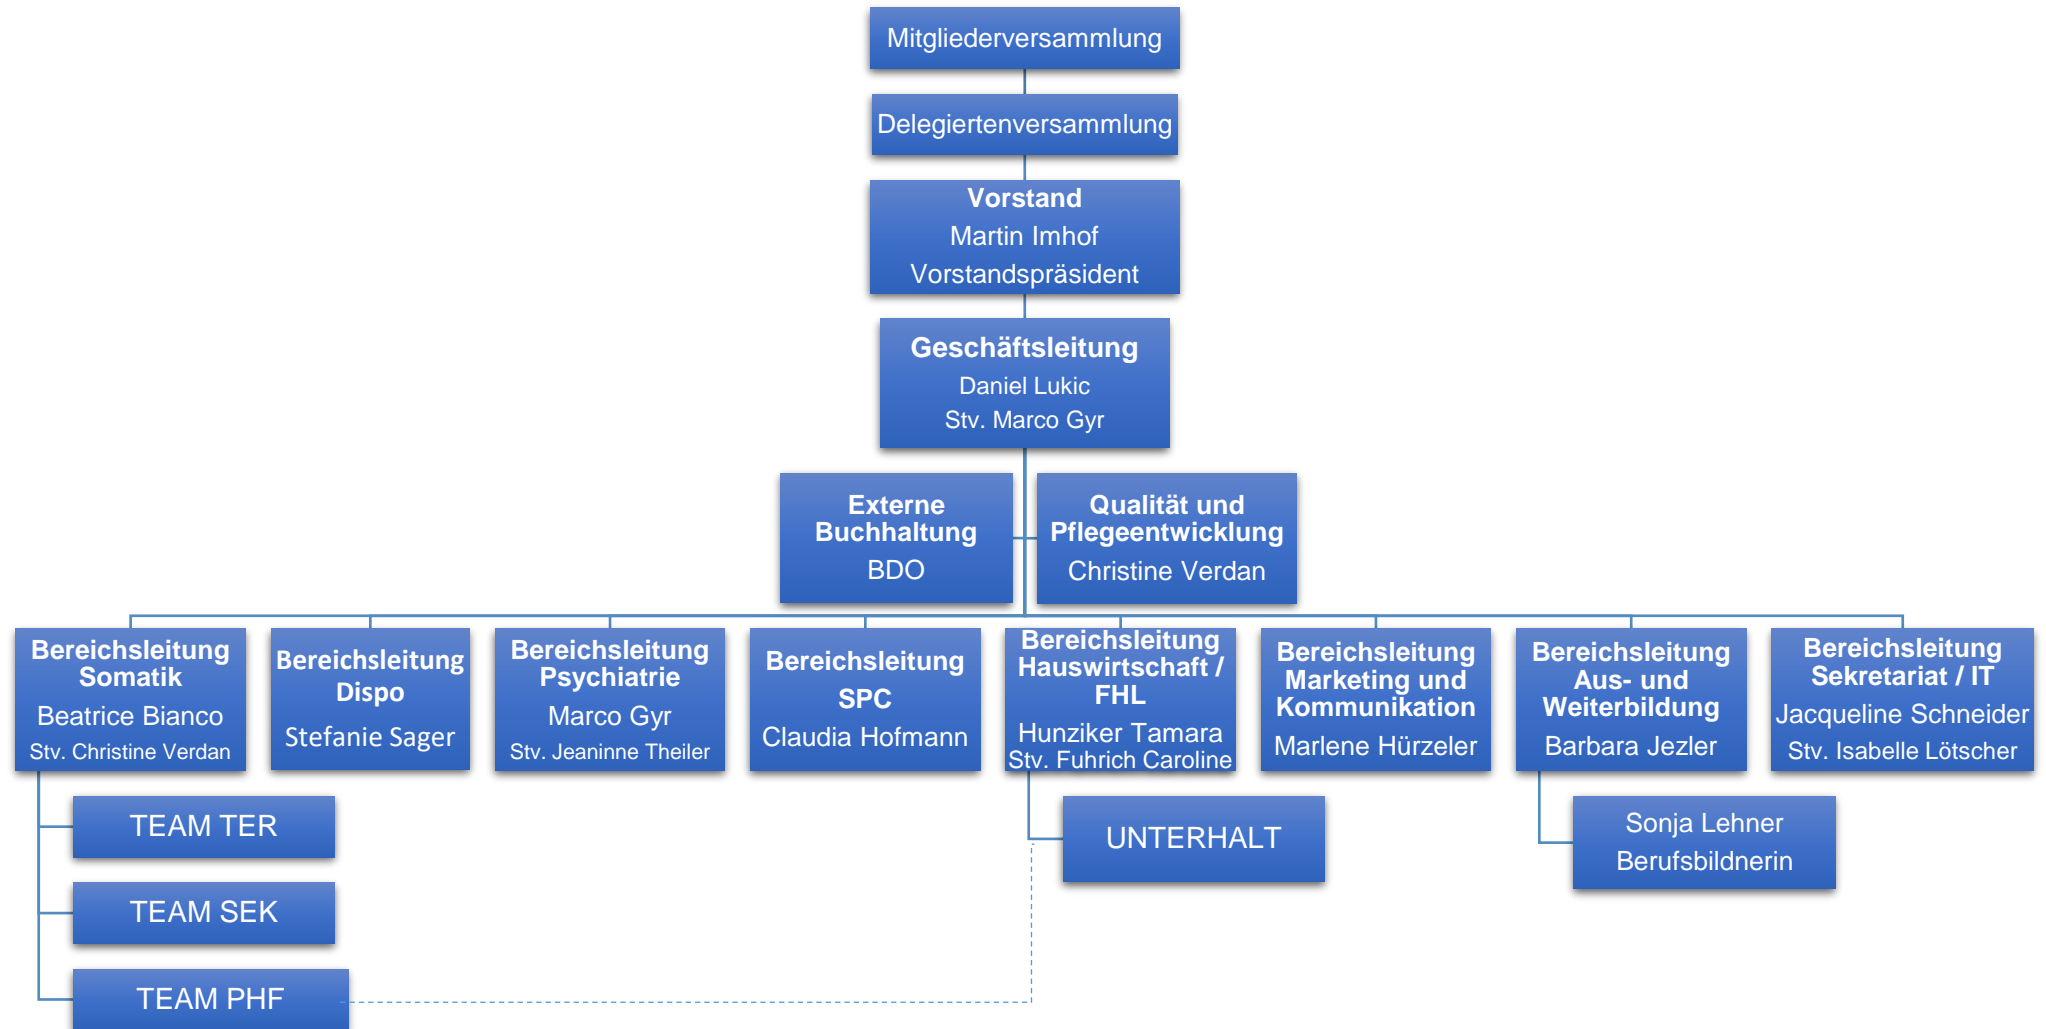 Mitgliederversammlung
Delegiertenversammlung
Vorstand
Martin Imhof
Vorstandspräsident
Geschäftsleitung
Daniel Lukic
Stv. Marco Gyr
Externe
Buchhaltung
BDO
Qualität und
Pflegeentwicklung
Christine Verdan
Bereichsleitung
Somatik
Beatrice Bianco
Stv. Christine Verdan
Bereichsleitung
Dispo
Stefanie Sager
Bereichsleitung
Psychiatrie
Marco Gyr
Stv. Jeaninne Theiler
Bereichsleitung
SPC
Claudia Hofmann
Bereichsleitung
Hauswirtschaft /
FHL
Hunziker Tamara
Stv. Fuhrich Caroline
Bereichsleitung
Marketing und
Kommunikation
Marlene Hürzeler
Bereichsleitung
Aus- und
Weiterbildung
Barbara Jezler
Bereichsleitung
Sekretariat / IT
Jacqueline Schneider
Stv. Isabelle Lötscher
TEAM TER
TEAM SEK
TEAM PHF
UNTERHALT
Sonja Lehner
Berufsbildnerin